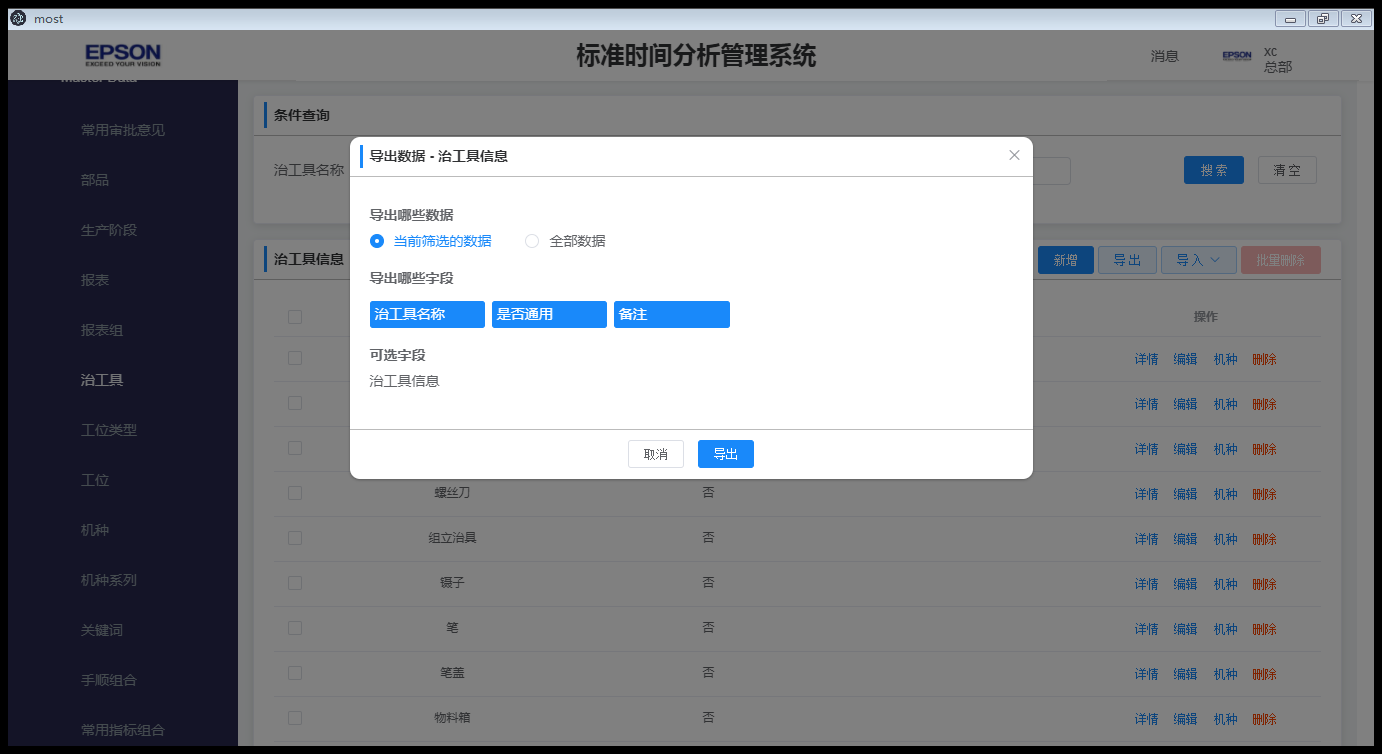 most
EPSON
EXCEED YOUR VISION
标准时间分析管理系统
消息
EPSON
xc
总部
Master Data
常用审批意见
部品
生产阶段
报表
报表组
治工具
工位类型
工位
机种
机种系列
关键词
手顺组合
常用指标组合
条件查询
治工具名称
搜索
清空
治工具信息
新增
导出
导入
批量删除
操作
详情 编辑 机种 删除
详情 编辑 机种 删除
详情 编辑 机种 删除
螺丝刀 否 详情 编辑 机种 删除
组立治具 否 详情 编辑 机种 删除
镊子 否 详情 编辑 机种 删除
笔 否 详情 编辑 机种 删除
笔盖 否 详情 编辑 机种 删除
物料箱 否 详情 编辑 机种 删除
导出数据 - 治工具信息
导出哪些数据
当前筛选的数据 全部数据
导出哪些字段
治工具名称 是否通用 备注
可选字段
治工具信息
取消 导出